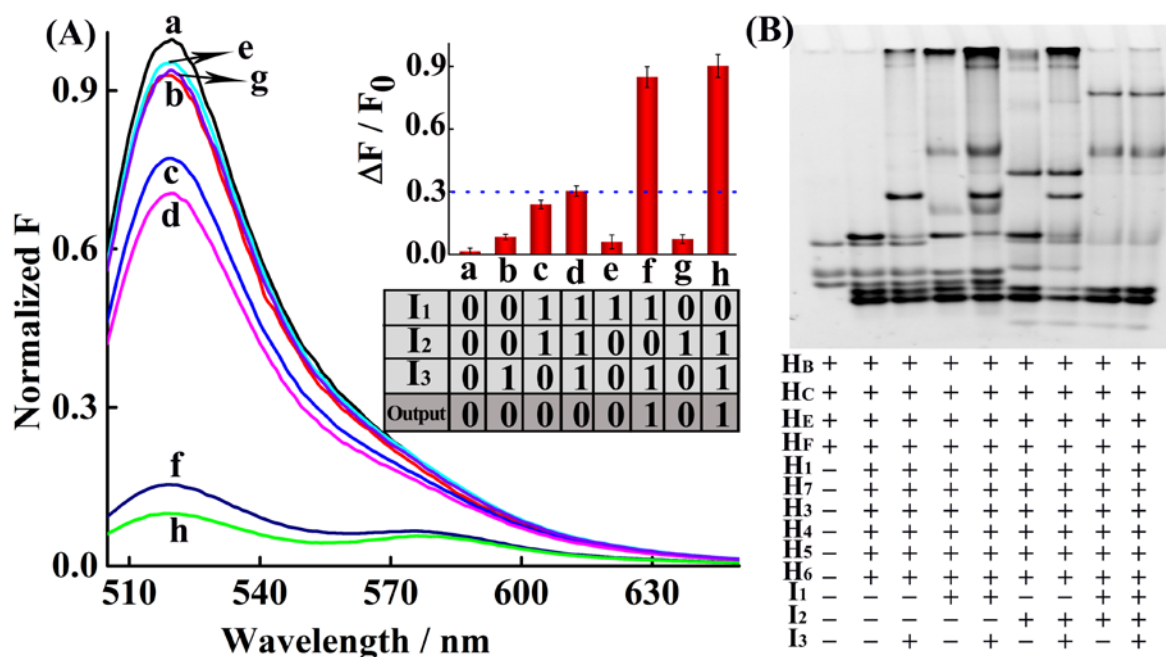 (A)
a
e
g
b
c
d
f
h
Normalized F
0.9
0.6
0.3
0.0
510 540 570 600 630
Wavelength / nm
ΔF / F0
0.9
0.6
0.3
0.0
a b c d e f g h
I1 0 0 1 1 1 1 0 0
I2 0 0 1 1 0 0 1 1
I3 0 1 0 1 0 1 0 1
Output 0 0 0 0 0 1 0 1
(B)
HB + + + + + + + + +
HC + + + + + + + + +
HE + + + + + + + + +
HF + + + + + + + + +
H1 − + + + + + + + +
H7 − + + + + + + + +
H3 − + + + + + + + +
H4 − + + + + + + + +
H5 − + + + + + + + +
H6 − + + + + + + + +
I1 − − − + + − − + +
I2 − − − − − + + + +
I3 − − + − + − + − +